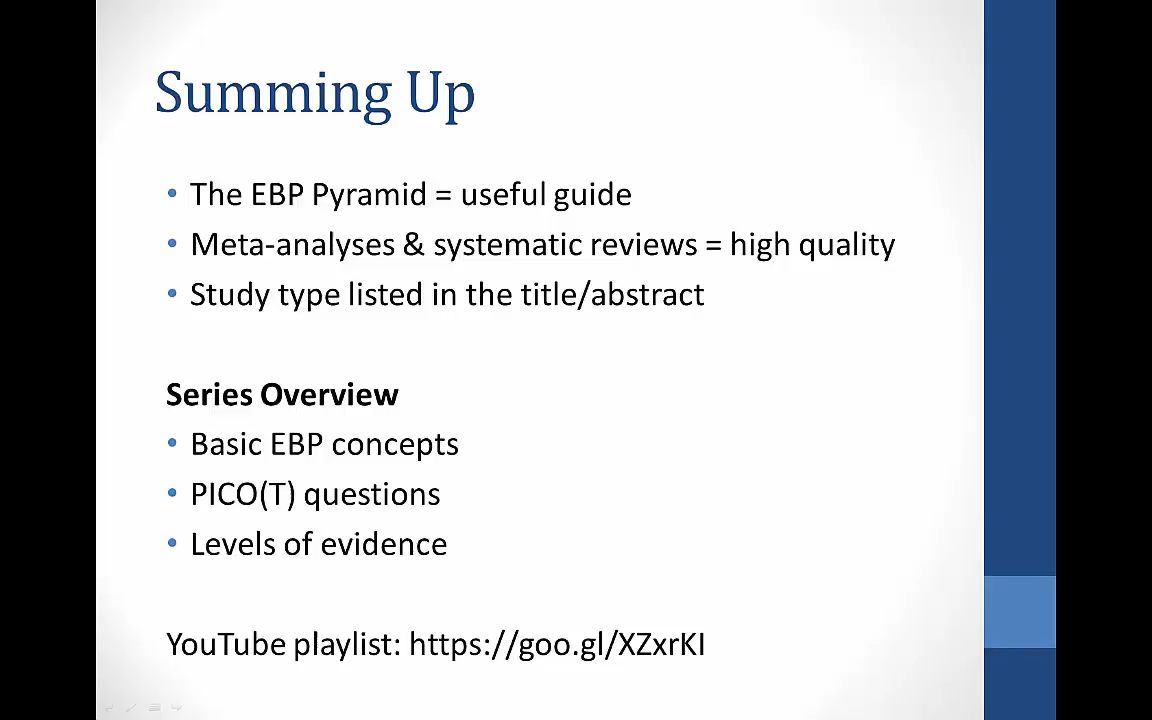 Summing Up
• The EBP Pyramid = useful guide
• Meta-analyses & systematic reviews = high quality
• Study type listed in the title/abstract
Series Overview
• Basic EBP concepts
• PICO(T) questions
• Levels of evidence
YouTube playlist: https://goo.gl/XZxrKI